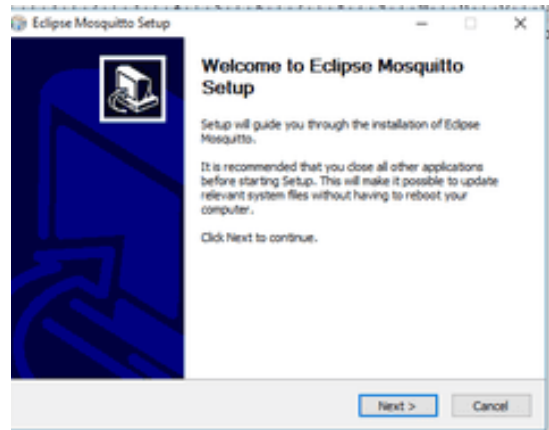 Eclipse Mosquitto Setup
Welcome to Eclipse Mosquitto
Setup
Setup will guide you through the installation of Eclipse
Mosquitto.
It is recommended that you close all other applications
before starting Setup. This will make it possible to update
relevant system files without having to reboot your
computer.
Click Next to continue.
Next >
Cancel